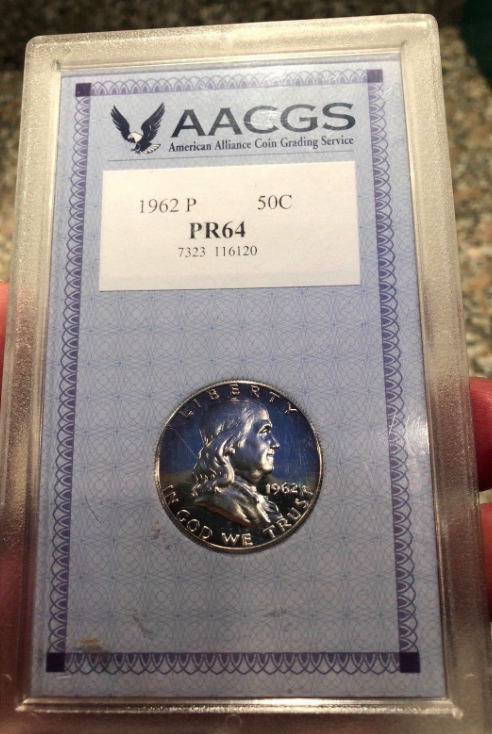 AACGS
American Alliance Coin Grading Service
1962 P 50C
PR64
7323 116120
LIBERTY
1962
IN GOD WE TRUST